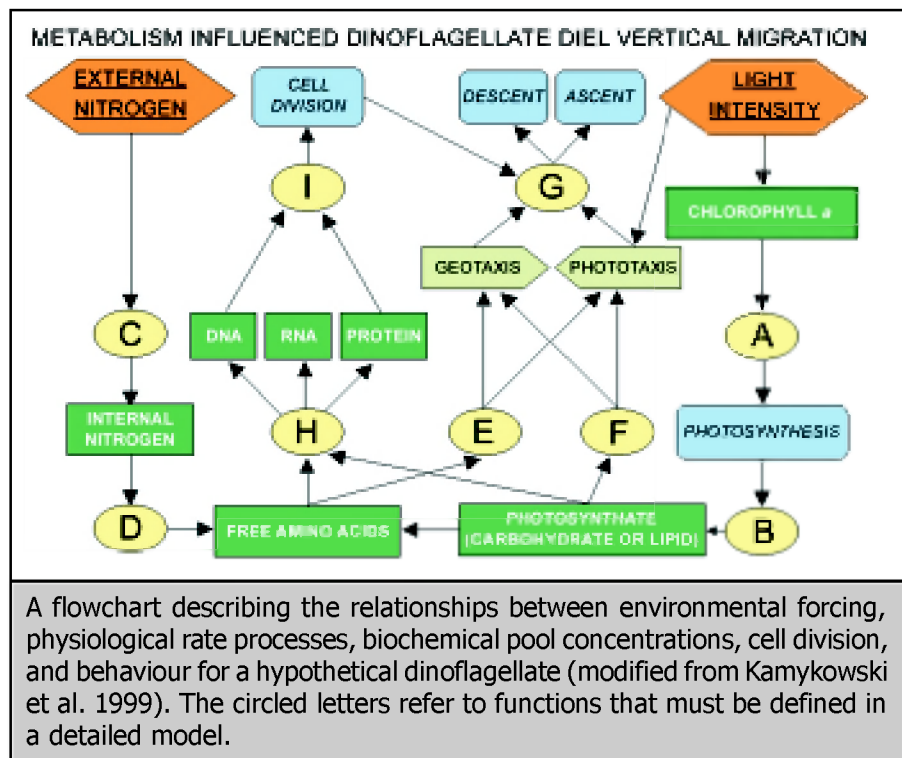 METABOLISM INFLUENCED DINOFLAGELLATE DIEL VERTICAL MIGRATION
EXTERNAL
NITROGEN
CELL
DIVISION
DESCENT
ASCENT
LIGHT
INTENSITY
I
G
CHLOROPHYLL a
GEOTAXIS
PHOTOTAXIS
C
DNA
RNA
PROTEIN
A
INTERNAL
NITROGEN
H
E
F
PHOTOSYNTHESIS
D
FREE AMINO ACIDS
PHOTOSYNTHATE
(CARBOHYDRATE OR LIPID)
B
A flowchart describing the relationships between environmental forcing,
physiological rate processes, biochemical pool concentrations, cell division,
and behaviour for a hypothetical dinoflagellate (modified from Kamykowski
et al. 1999). The circled letters refer to functions that must be defined in
a detailed model.